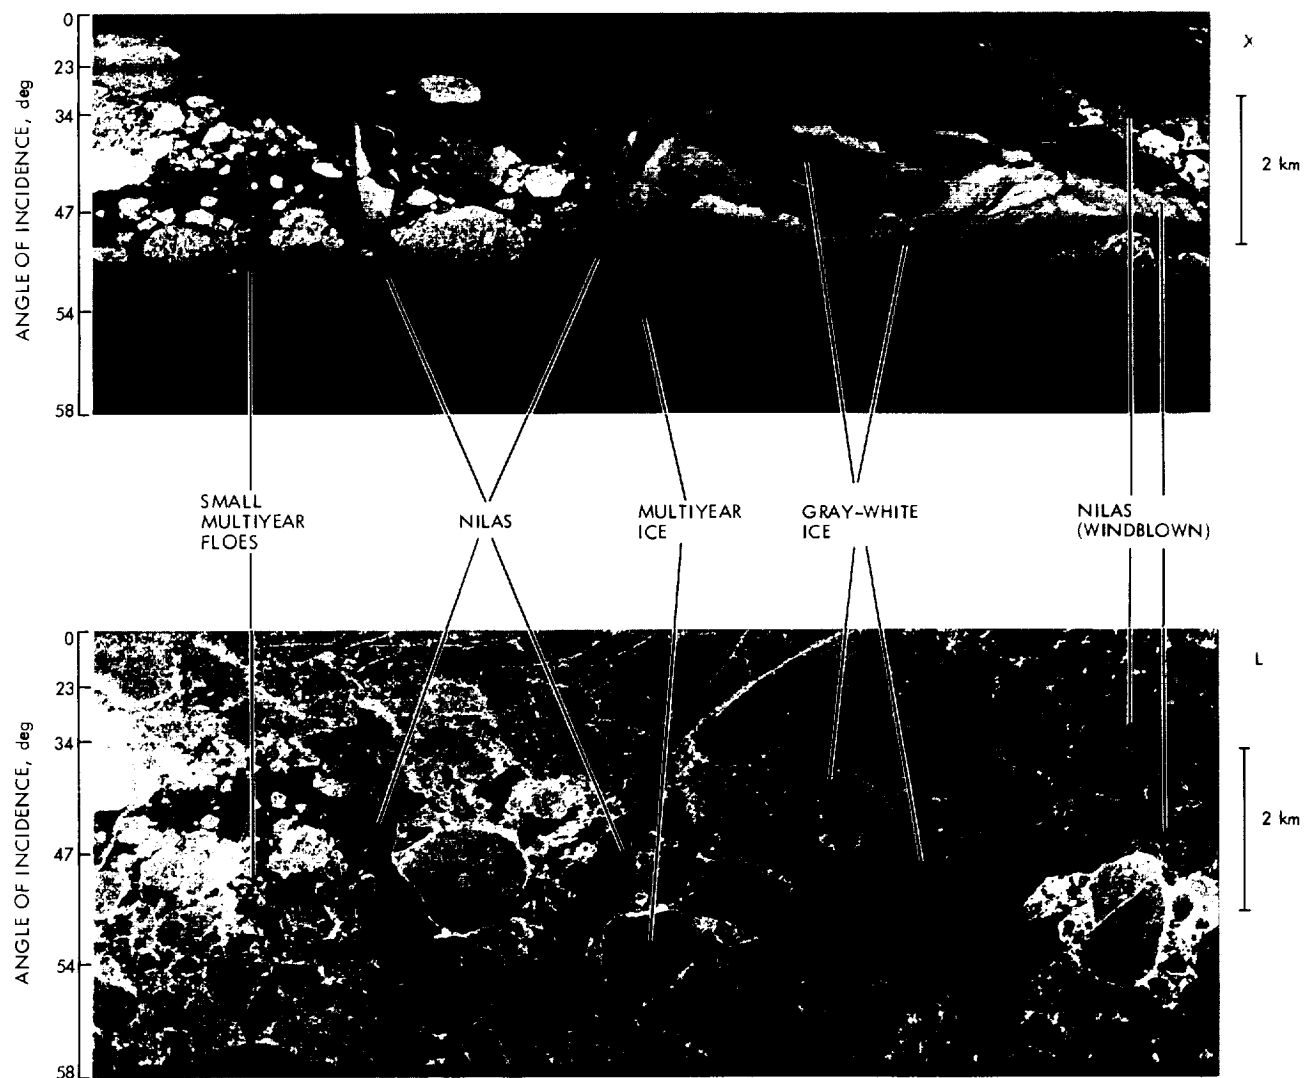 0
23
34
47
54
58
ANGLE OF INCIDENCE, deg
X
2 km
SMALL
MULTIYEAR
FLOES
NILAS
MULTIYEAR
ICE
GRAY-WHITE
ICE
NILAS
(WINDBLOWN)
0
23
34
47
54
58
ANGLE OF INCIDENCE, deg
L
2 km